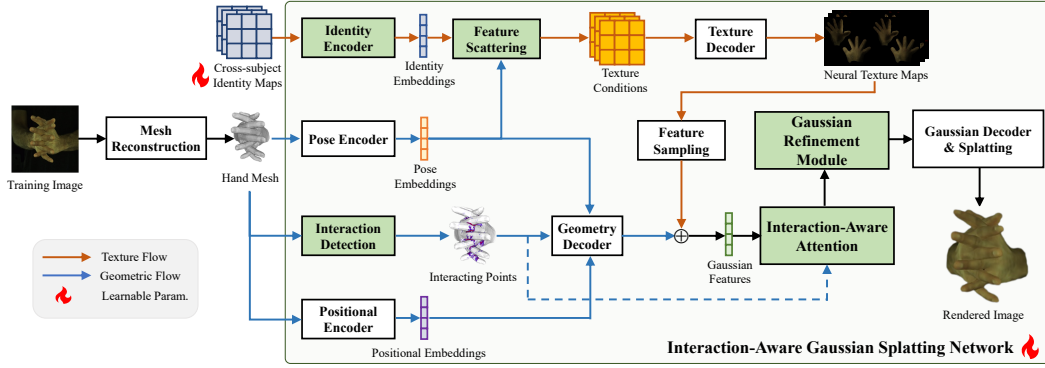 Cross-subject
Identity Maps
Identity
Encoder
Identity
Embeddings
Feature
Scattering
Texture
Conditions
Texture
Decoder
Neural Texture Maps
Training Image
Mesh
Reconstruction
Hand Mesh
Pose Encoder
Pose
Embeddings
Feature
Sampling
Gaussian
Refinement
Module
Gaussian Decoder
& Splatting
Interaction
Detection
Interacting Points
Geometry
Decoder
Gaussian
Features
Interaction-Aware
Attention
Rendered Image
Positional
Encoder
Positional Embeddings
Texture Flow
Geometric Flow
Learnable Param.
Interaction-Aware Gaussian Splatting Network